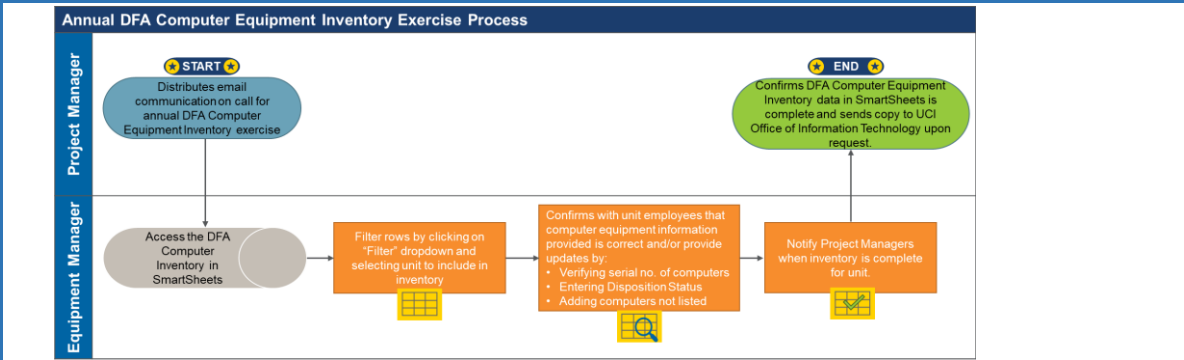 Annual DFA Computer Equipment Inventory Exercise Process
Project Manager
START
Distributes email
communication on call for
annual DFA Computer
Equipment Inventory exercise
END
Confirms DFA Computer Equipment
Inventory data in SmartSheets is
complete and sends copy to UCI
Office of Information Technology upon
request.
Equipment Manager
Access the DFA
Computer
Inventory in
SmartSheets
Filter rows by clicking on
“Filter” dropdown and
selecting unit to include in
inventory
Confirms with unit employees that
computer equipment information
provided is correct and/or provide
updates by:
• Verifying serial no. of computers
• Entering Disposition Status
• Adding computers not listed
Notify Project Managers
when inventory is complete
for unit.